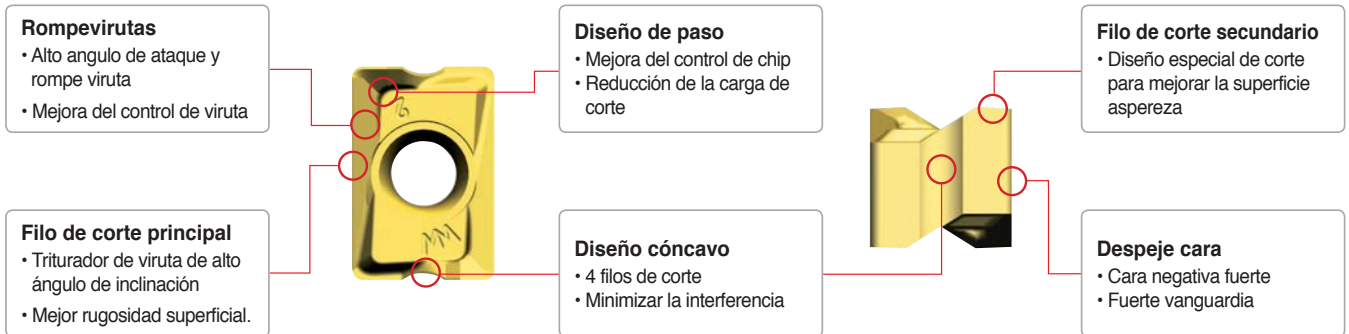 Rompevirutas
• Alto angulo de ataque y
rompe viruta
• Mejora del control de viruta
Diseño de paso
• Mejora del control de chip
• Reducción de la carga de
corte
Filo de corte secundario
• Diseño especial de corte
para mejorar la superficie
aspereza
2
MM
Filo de corte principal
• Triturador de viruta de alto
ángulo de inclinación
• Mejor rugosidad superficial.
Diseño cóncavo
• 4 filos de corte
• Minimizar la interferencia
Despeje cara
• Cara negativa fuerte
• Fuerte vanguardia